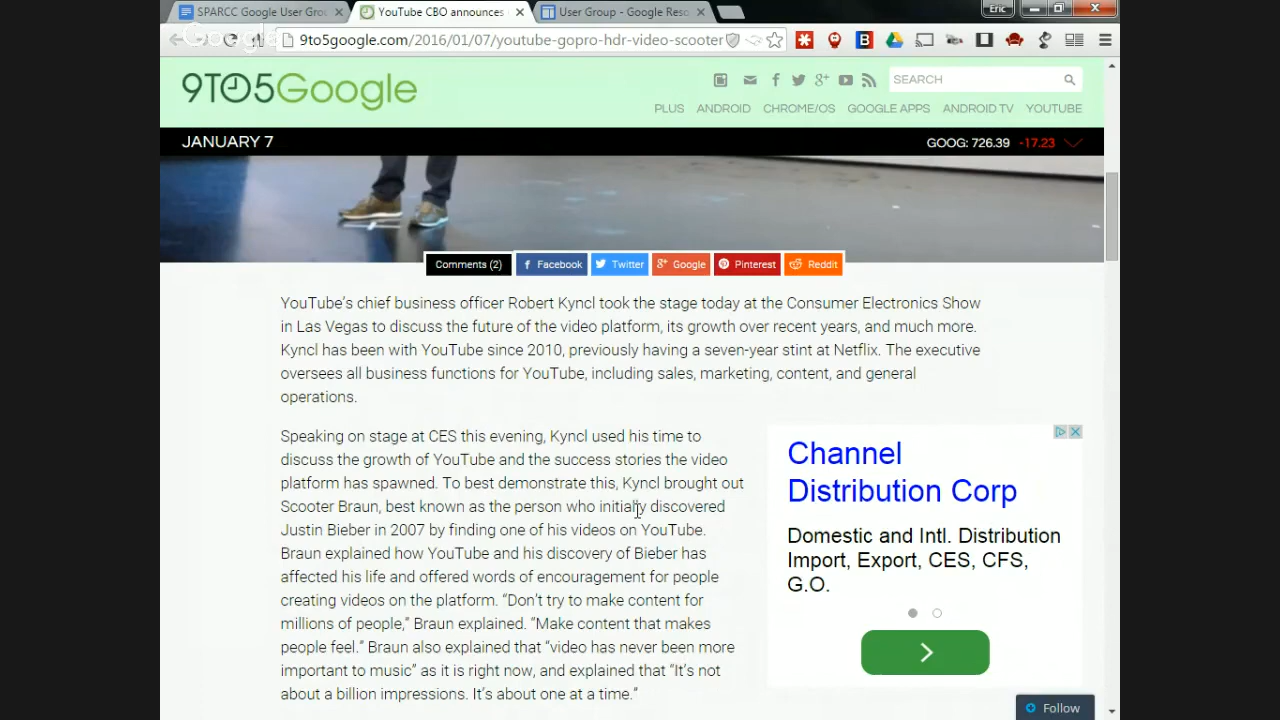 SPARCC Google User Grou
YouTube CBO announces
User Group - Google Reso
Eric
9to5google.com/2016/01/07/youtube-gopro-hdr-video-scooter
Google
9TO5Google
SEARCH
PLUS ANDROID CHROME/OS GOOGLE APPS ANDROID TV YOUTUBE
JANUARY 7
GOOG: 726.39 -17.23
Comments (2) Facebook Twitter Google Pinterest Reddit
YouTube's chief business officer Robert Kyncl took the stage today at the Consumer Electronics Show
in Las Vegas to discuss the future of the video platform, its growth over recent years, and much more.
Kyncl has been with YouTube since 2010, previously having a seven-year stint at Netflix. The executive
oversees all business functions for YouTube, including sales, marketing, content, and general
operations.
Speaking on stage at CES this evening, Kyncl used his time to
discuss the growth of YouTube and the success stories the video
platform has spawned. To best demonstrate this, Kyncl brought out
Scooter Braun, best known as the person who initially discovered
Justin Bieber in 2007 by finding one of his videos on YouTube.
Braun explained how YouTube and his discovery of Bieber has
affected his life and offered words of encouragement for people
creating videos on the platform. “Don't try to make content for
millions of people,” Braun explained. “Make content that makes
people feel.” Braun also explained that “video has never been more
important to music” as it is right now, and explained that “It's not
about a billion impressions. It's about one at a time.”
Channel
Distribution Corp
Domestic and Intl. Distribution
Import, Export, CES, CFS,
G.O.
Follow